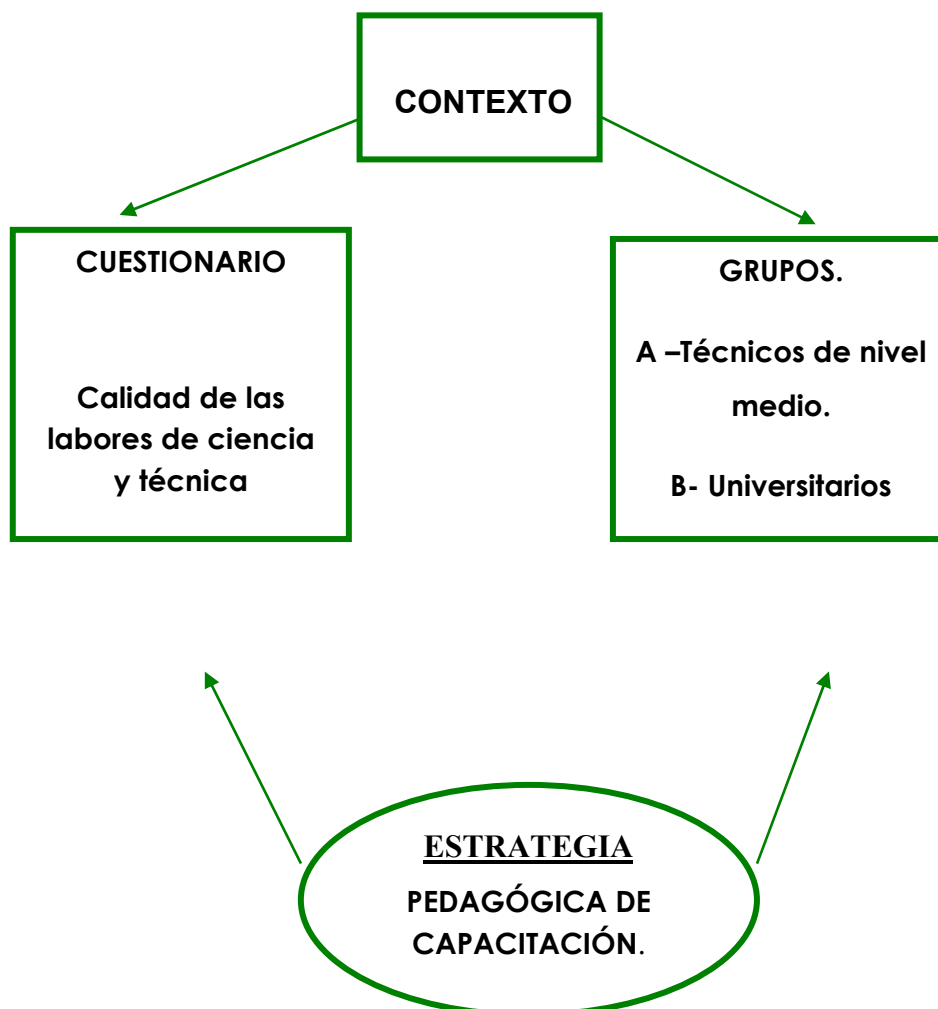 CONTEXTO
CUESTIONARIO
Calidad de las
labores de ciencia
y técnica
GRUPOS.
A –Técnicos de nivel
medio.
B- Universitarios
ESTRATEGIA
PEDAGÓGICA DE
CAPACITACIÓN.